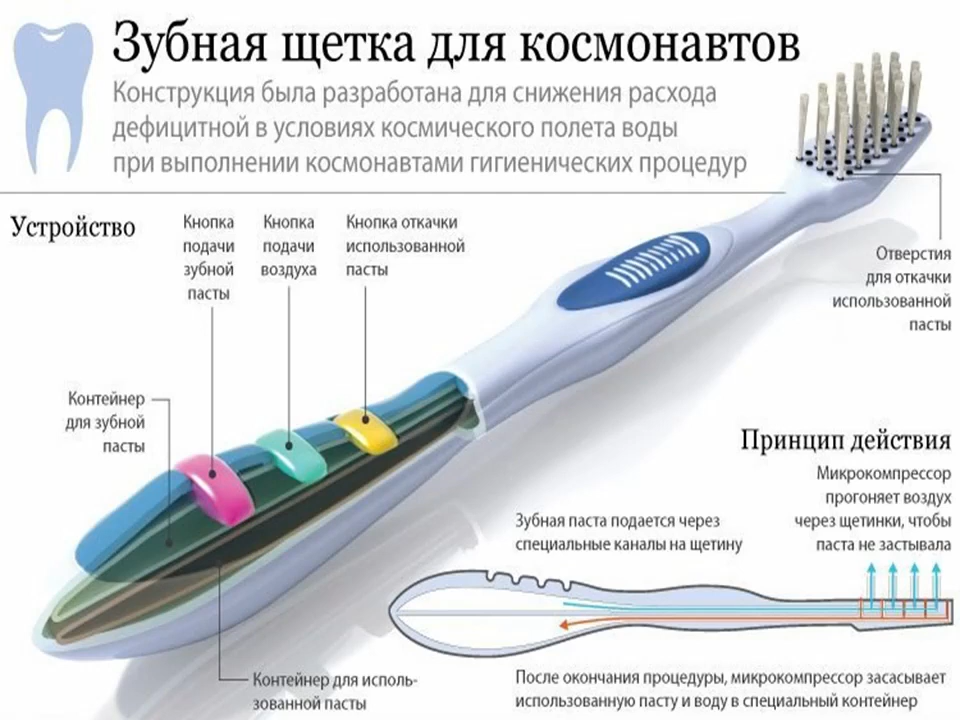 Зубная щетка для космонавтов
Конструкция была разработана для снижения расхода
дефицитной в условиях космического полета воды
при выполнении космонавтами гигиенических процедур
Устройство
Кнопка
подачи
зубной
пасты
Кнопка
подачи
воздуха
Кнопка откачки
использованной
пасты
Отверстия
для откачки
использованной
пасты
Контейнер
для зубной
пасты
Контейнер для исполь-
зованной пасты
Принцип действия
Микрокомпрессор
прогоняет воздух
через щетинки, чтобы
паста не застывала
Зубная паста подается через
специальные каналы на щетину
После окончания процедуры, микрокомпрессор засасывает
использованную пасту и воду в специальный контейнер